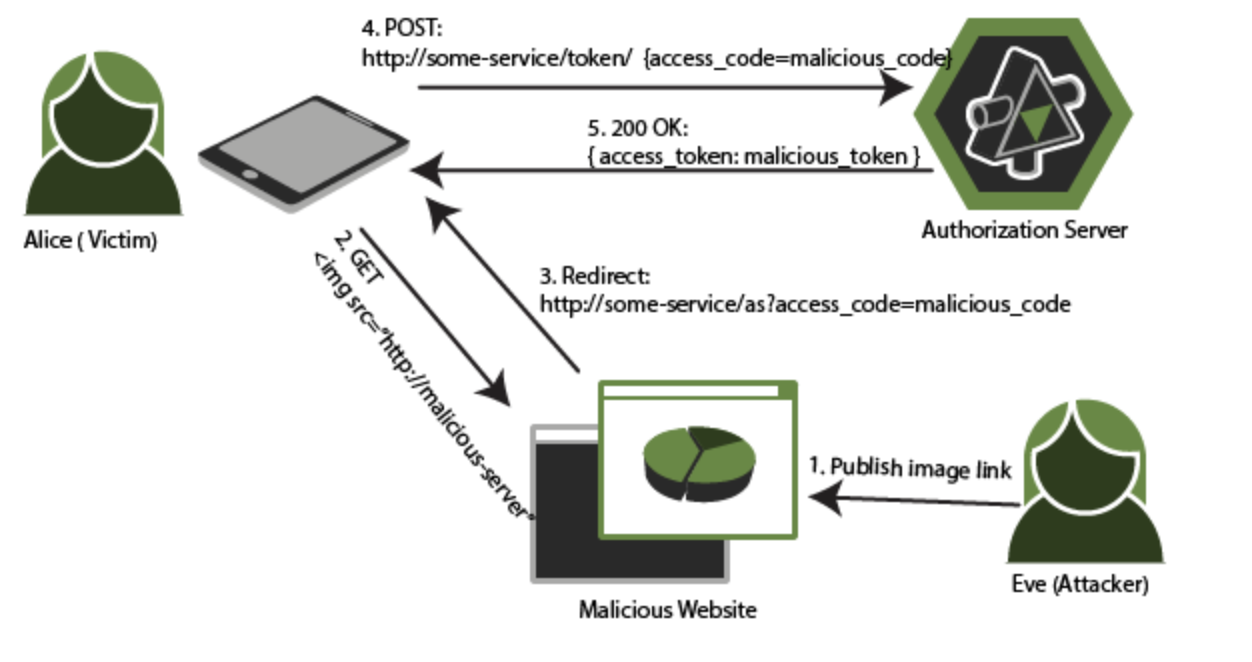 4. POST:
http://some-service/token/ {access_code=malicious_code}
5. 200 OK:
{ access_token: malicious_token }
Alice ( Victim)
Authorization Server
2. GET
<img src="http://malicious-server"
3. Redirect:
http://some-service/as?access_code=malicious_code
1. Publish image link
Eve (Attacker)
Malicious Website